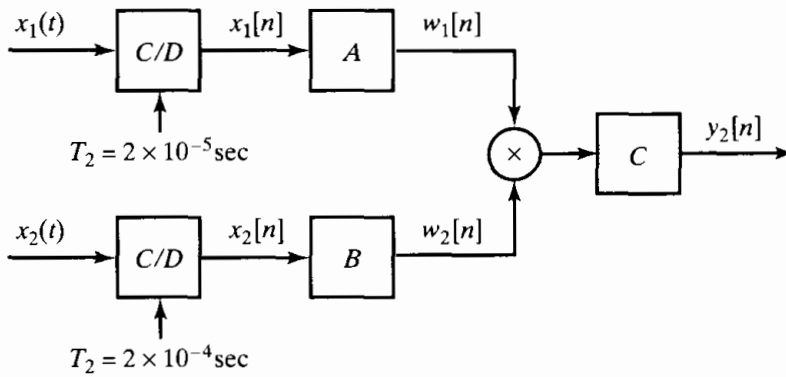 x₁(t)
C/D
x₁[n]
A
w₁[n]
T₂ = 2 × 10⁻⁵ sec
×
C
y₂[n]
x₂(t)
C/D
x₂[n]
B
w₂[n]
T₂ = 2 × 10⁻⁴ sec